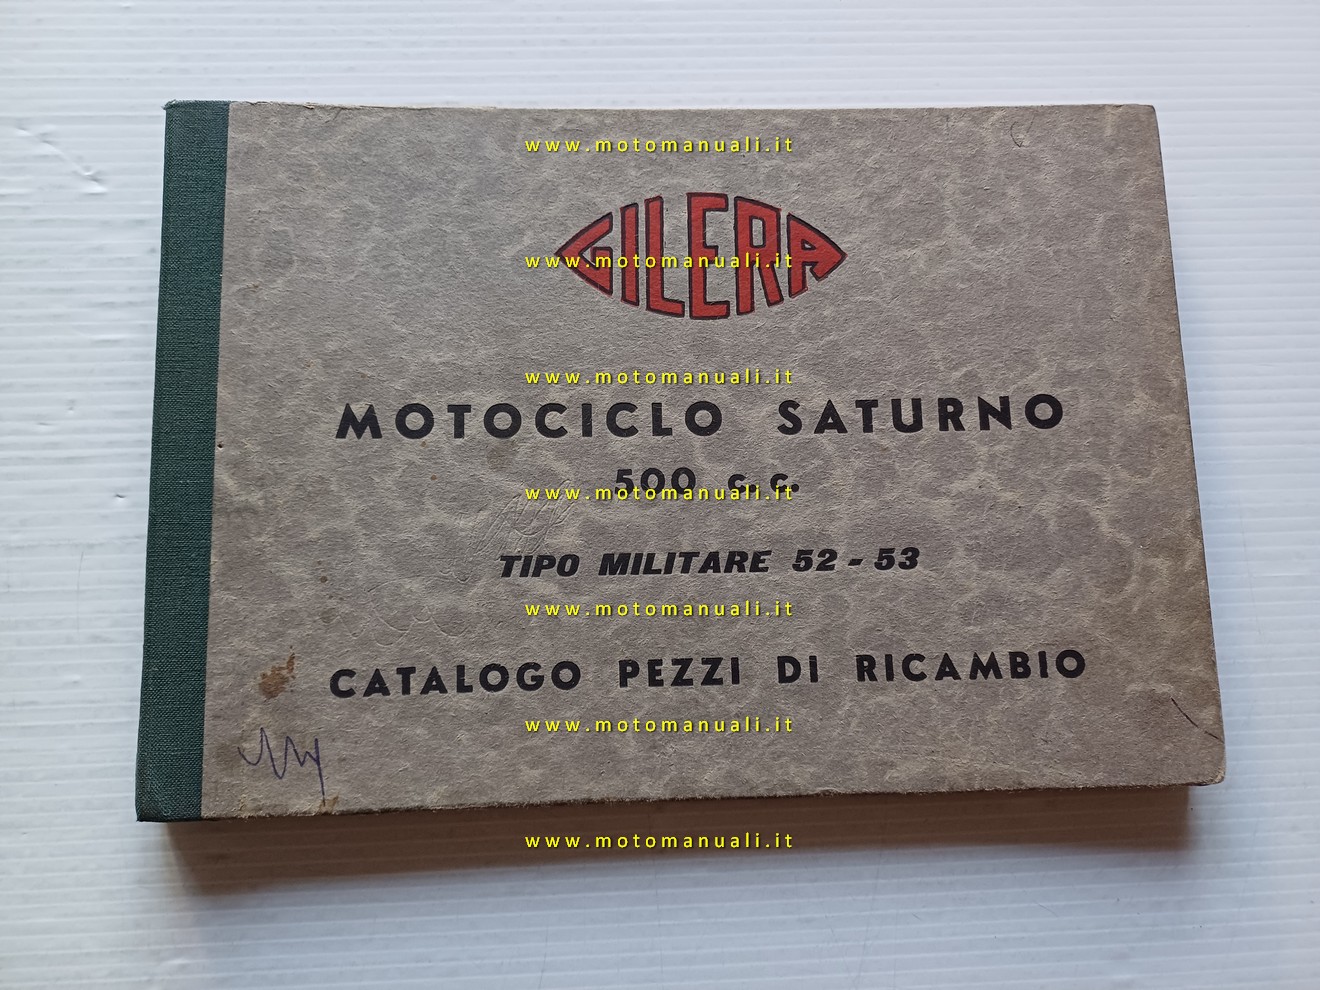 www.motomanuali.it
GILERA
www.motomanuali.it
www.motomanuali.it
MOTOCICLO SATURNO
500 c.c.
www.motomanuali.it
TIPO MILITARE 52-53
www.motomanuali.it
CATALOGO PEZZI DI RICAMBIO
www.motomanuali.it
www.motomanuali.it